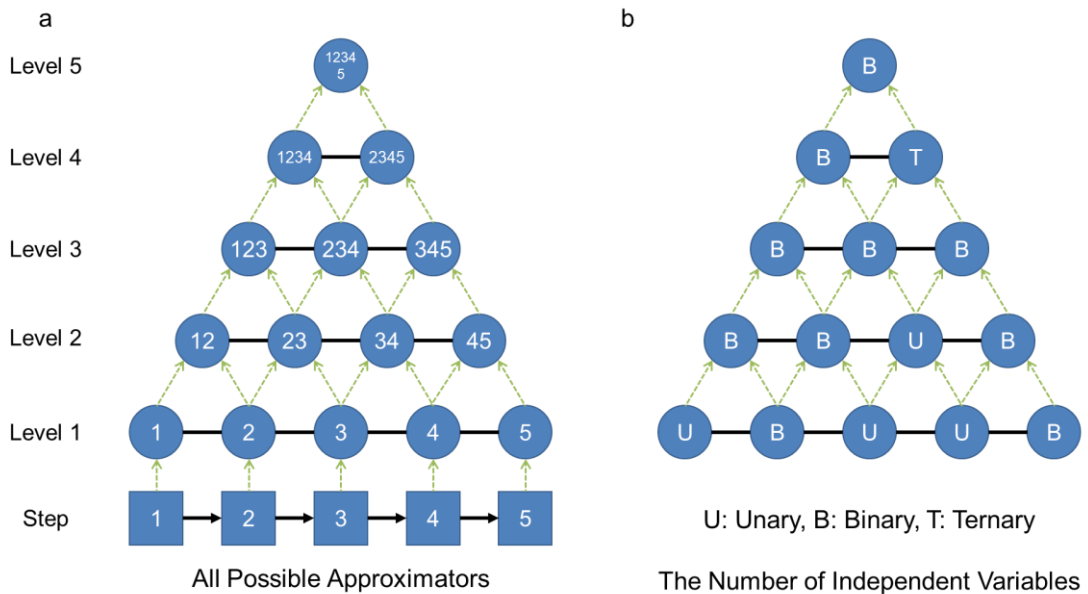 a
b
Level 5
1234
5
B
Level 4
1234
2345
B
T
Level 3
123
234
345
B
B
B
Level 2
12
23
34
45
B
B
U
B
Level 1
1
2
3
4
5
U
B
U
U
B
Step
1
2
3
4
5
U: Unary, B: Binary, T: Ternary
All Possible Approximators
The Number of Independent Variables